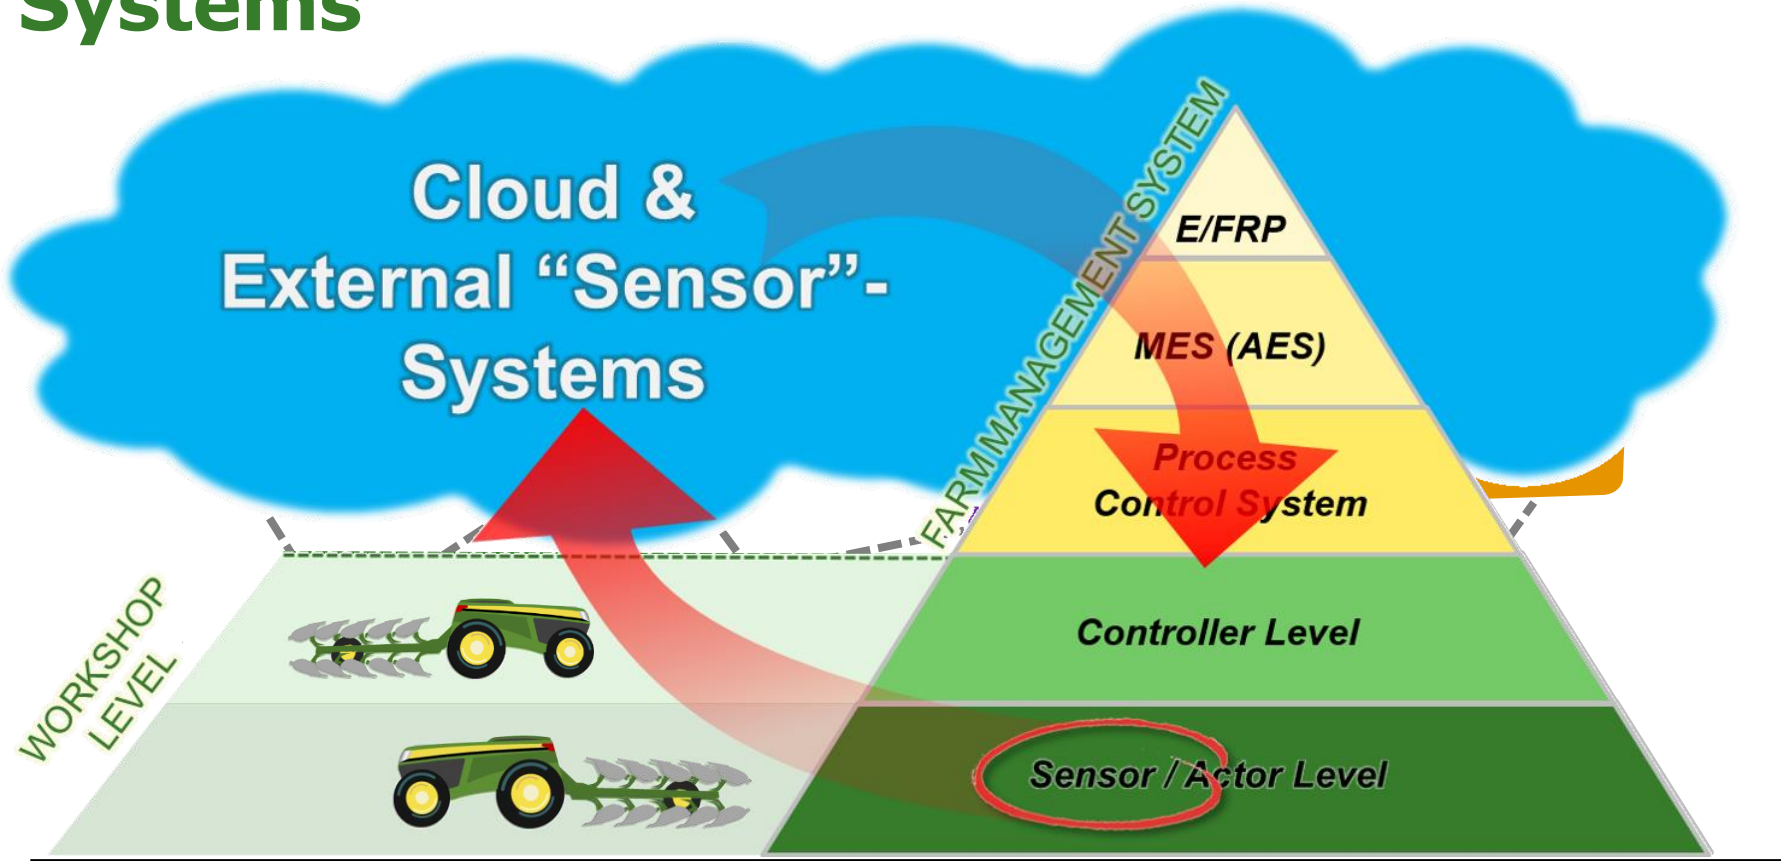 Systems
Cloud &
External “Sensor”-
Systems
FARM MANAGEMENT SYSTEM
E/FRP
MES (AES)
Process
Control System
Controller Level
Sensor / Actor Level
WORKSHOP
LEVEL